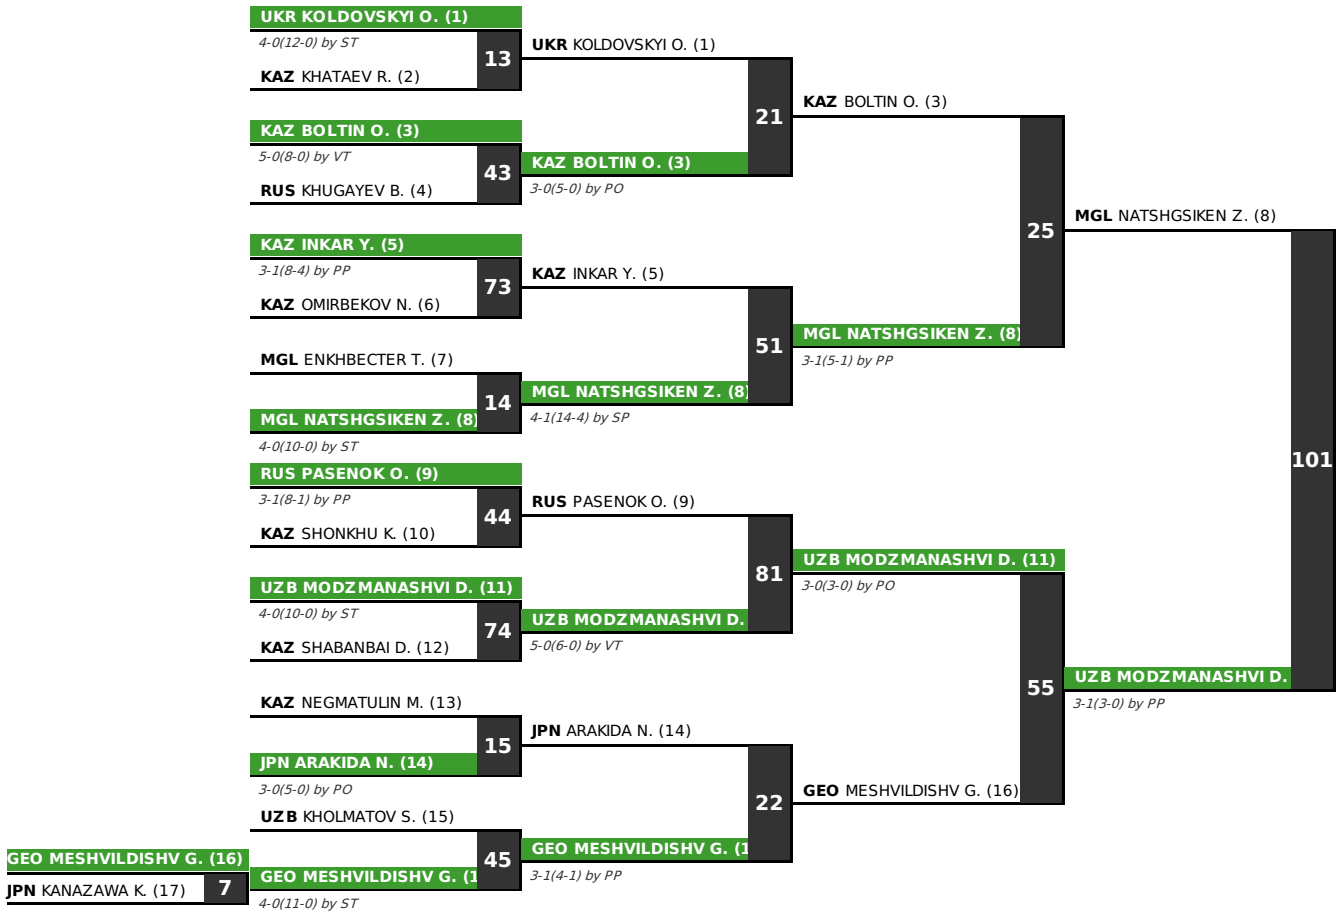 UKR KOLDOVSKYI O. (1)
4-0(12-0) by ST
13
KAZ KHATAEV R. (2)
KAZ BOLTIN O. (3)
5-0(8-0) by VT
43
RUS KHUGAYEV B. (4)
KAZ INKAR Y. (5)
3-1(8-4) by PP
73
KAZ OMIRBEKOV N. (6)
MGL ENKHBECTER T. (7)
14
MGL NATSHGSIKEN Z. (8)
4-0(10-0) by ST
RUS PASENOK O. (9)
3-1(8-1) by PP
44
KAZ SHONKHU K. (10)
UZB MODZMANASHVI D. (11)
4-0(10-0) by ST
74
KAZ SHABANBAI D. (12)
KAZ NEGMATULIN M. (13)
15
JPN ARAKIDA N. (14)
3-0(5-0) by PO
UZB KHOLMATOV S. (15)
45
GEO MESHVILDISHV G. (1
4-0(11-0) by ST
GEO MESHVILDISHV G. (16)
JPN KANAZAWA K. (17)
7
UKR KOLDOVSKYI O. (1)
21
KAZ BOLTIN O. (3)
3-0(5-0) by PO
KAZ INKAR Y. (5)
51
MGL NATSHGSIKEN Z. (8)
4-1(14-4) by SP
RUS PASENOK O. (9)
81
UZB MODZMANASHVI D.
5-0(6-0) by VT
JPN ARAKIDA N. (14)
22
GEO MESHVILDISHV G. (1
3-1(4-1) by PP
KAZ BOLTIN O. (3)
25
MGL NATSHGSIKEN Z. (8)
3-1(5-1) by PP
UZB MODZMANASHVI D. (11)
3-0(3-0) by PO
55
GEO MESHVILDISHV G. (16)
MGL NATSHGSIKEN Z. (8)
101
UZB MODZMANASHVI D.
3-1(3-0) by PP